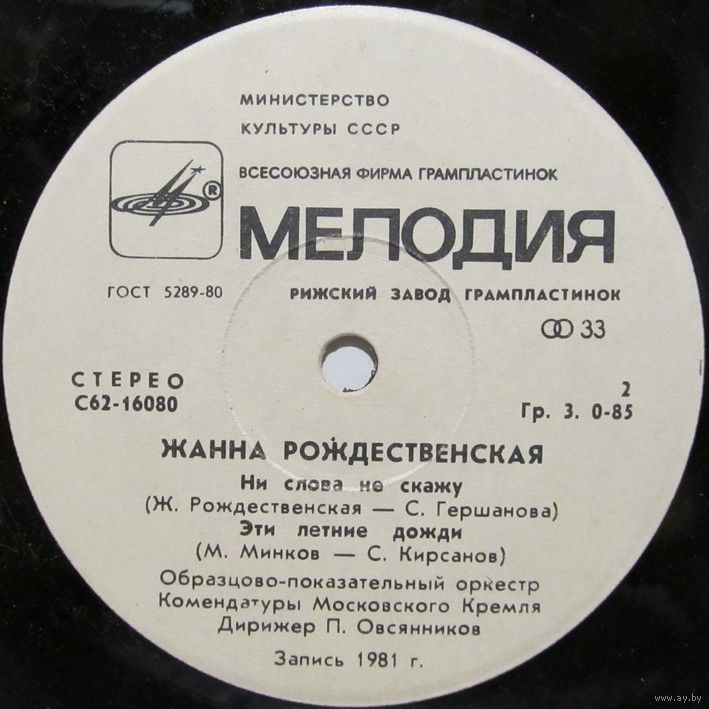 МИНИСТЕРСТВО
КУЛЬТУРЫ СССР
ВСЕСОЮЗНАЯ ФИРМА ГРАМПЛАСТИНОК
®
МЕЛОДИЯ
ГОСТ 5289-80 РИЖСКИЙ ЗАВОД ГРАМПЛАСТИНОК
33
СТЕРЕО 2
С62-16080 Гр. 3. 0-85
ЖАННА РОЖДЕСТВЕНСКАЯ
Ни слова не скажу
(Ж. Рождественская — С. Гершанова)
Эти летние дожди
(М. Минков — С. Кирсанов)
Образцово-показательный оркестр
Комендатуры Московского Кремля
Дирижер П. Овсянников
Запись 1981 г.
www.ay.by